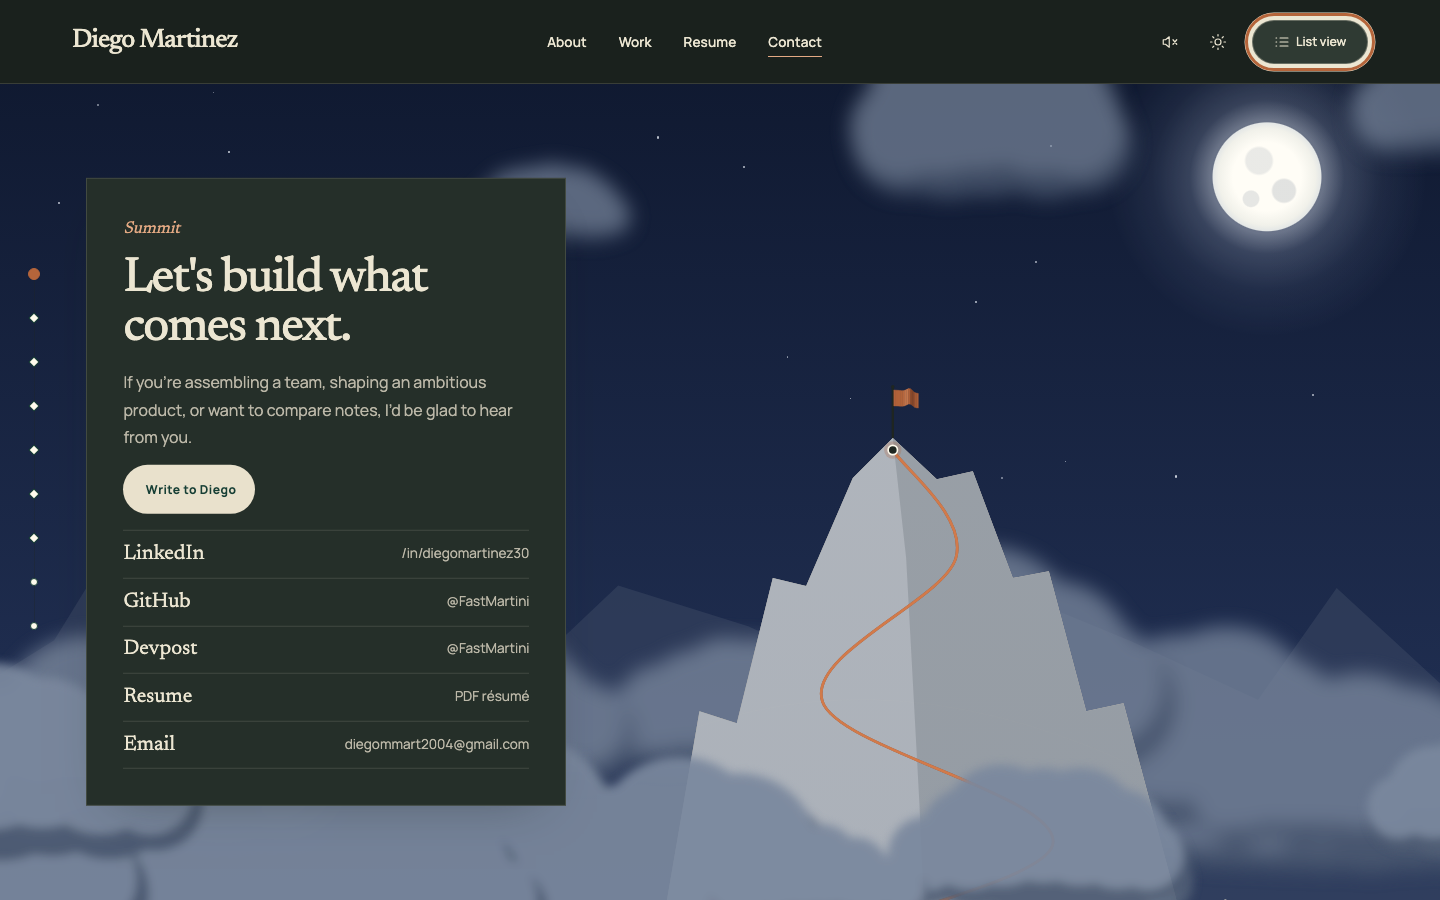 Diego Martinez
About
Work
Resume
Contact
List view
Summit
Let's build what
comes next.
If you're assembling a team, shaping an ambitious
product, or want to compare notes, I'd be glad to hear
from you.
Write to Diego
LinkedIn /in/diegomartinez30
GitHub @FastMartini
Devpost @FastMartini
Resume PDF résumé
Email diegommart2004@gmail.com